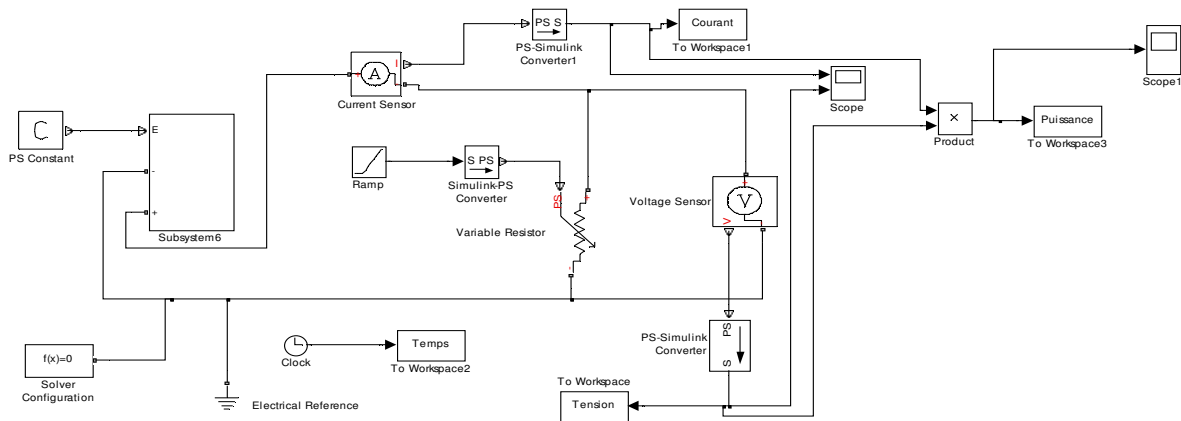 PS S
PS-Simulink
Converter1
Courant
To Workspace1
I
+
A
-
Current Sensor
Scope
Scope1
C
PS Constant
E
-
+
Subsystem6
Ramp
S PS
Simulink-PS
Converter
PS
+
-
Variable Resistor
Voltage Sensor
+
V
V
×
Product
Puissance
To Workspace3
PS-Simulink
Converter
PS
S
f(x)=0
Solver
Configuration
Electrical Reference
Clock
Temps
To Workspace2
To Workspace
Tension